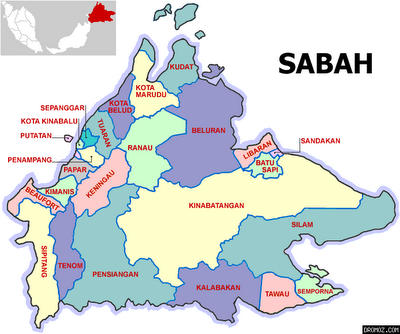 SABAH
KUDAT
KOTA
MARUDU
SEPANGGAR
KOTA
BELUD
KOTA KINABALU
TUARAN
BELURAN
PUTATAN
RANAU
SANDAKAN
LIBARAN
PENAMPANG
BATU
SAPI
PAPAR
KENINGAU
KIMANIS
BEAUFORT
KINABATANGAN
SILAM
SIPITANG
TENOM
PENSIANGAN
KALABAKAN
TAWAU
SEMPORNA
DROMOZ.COM